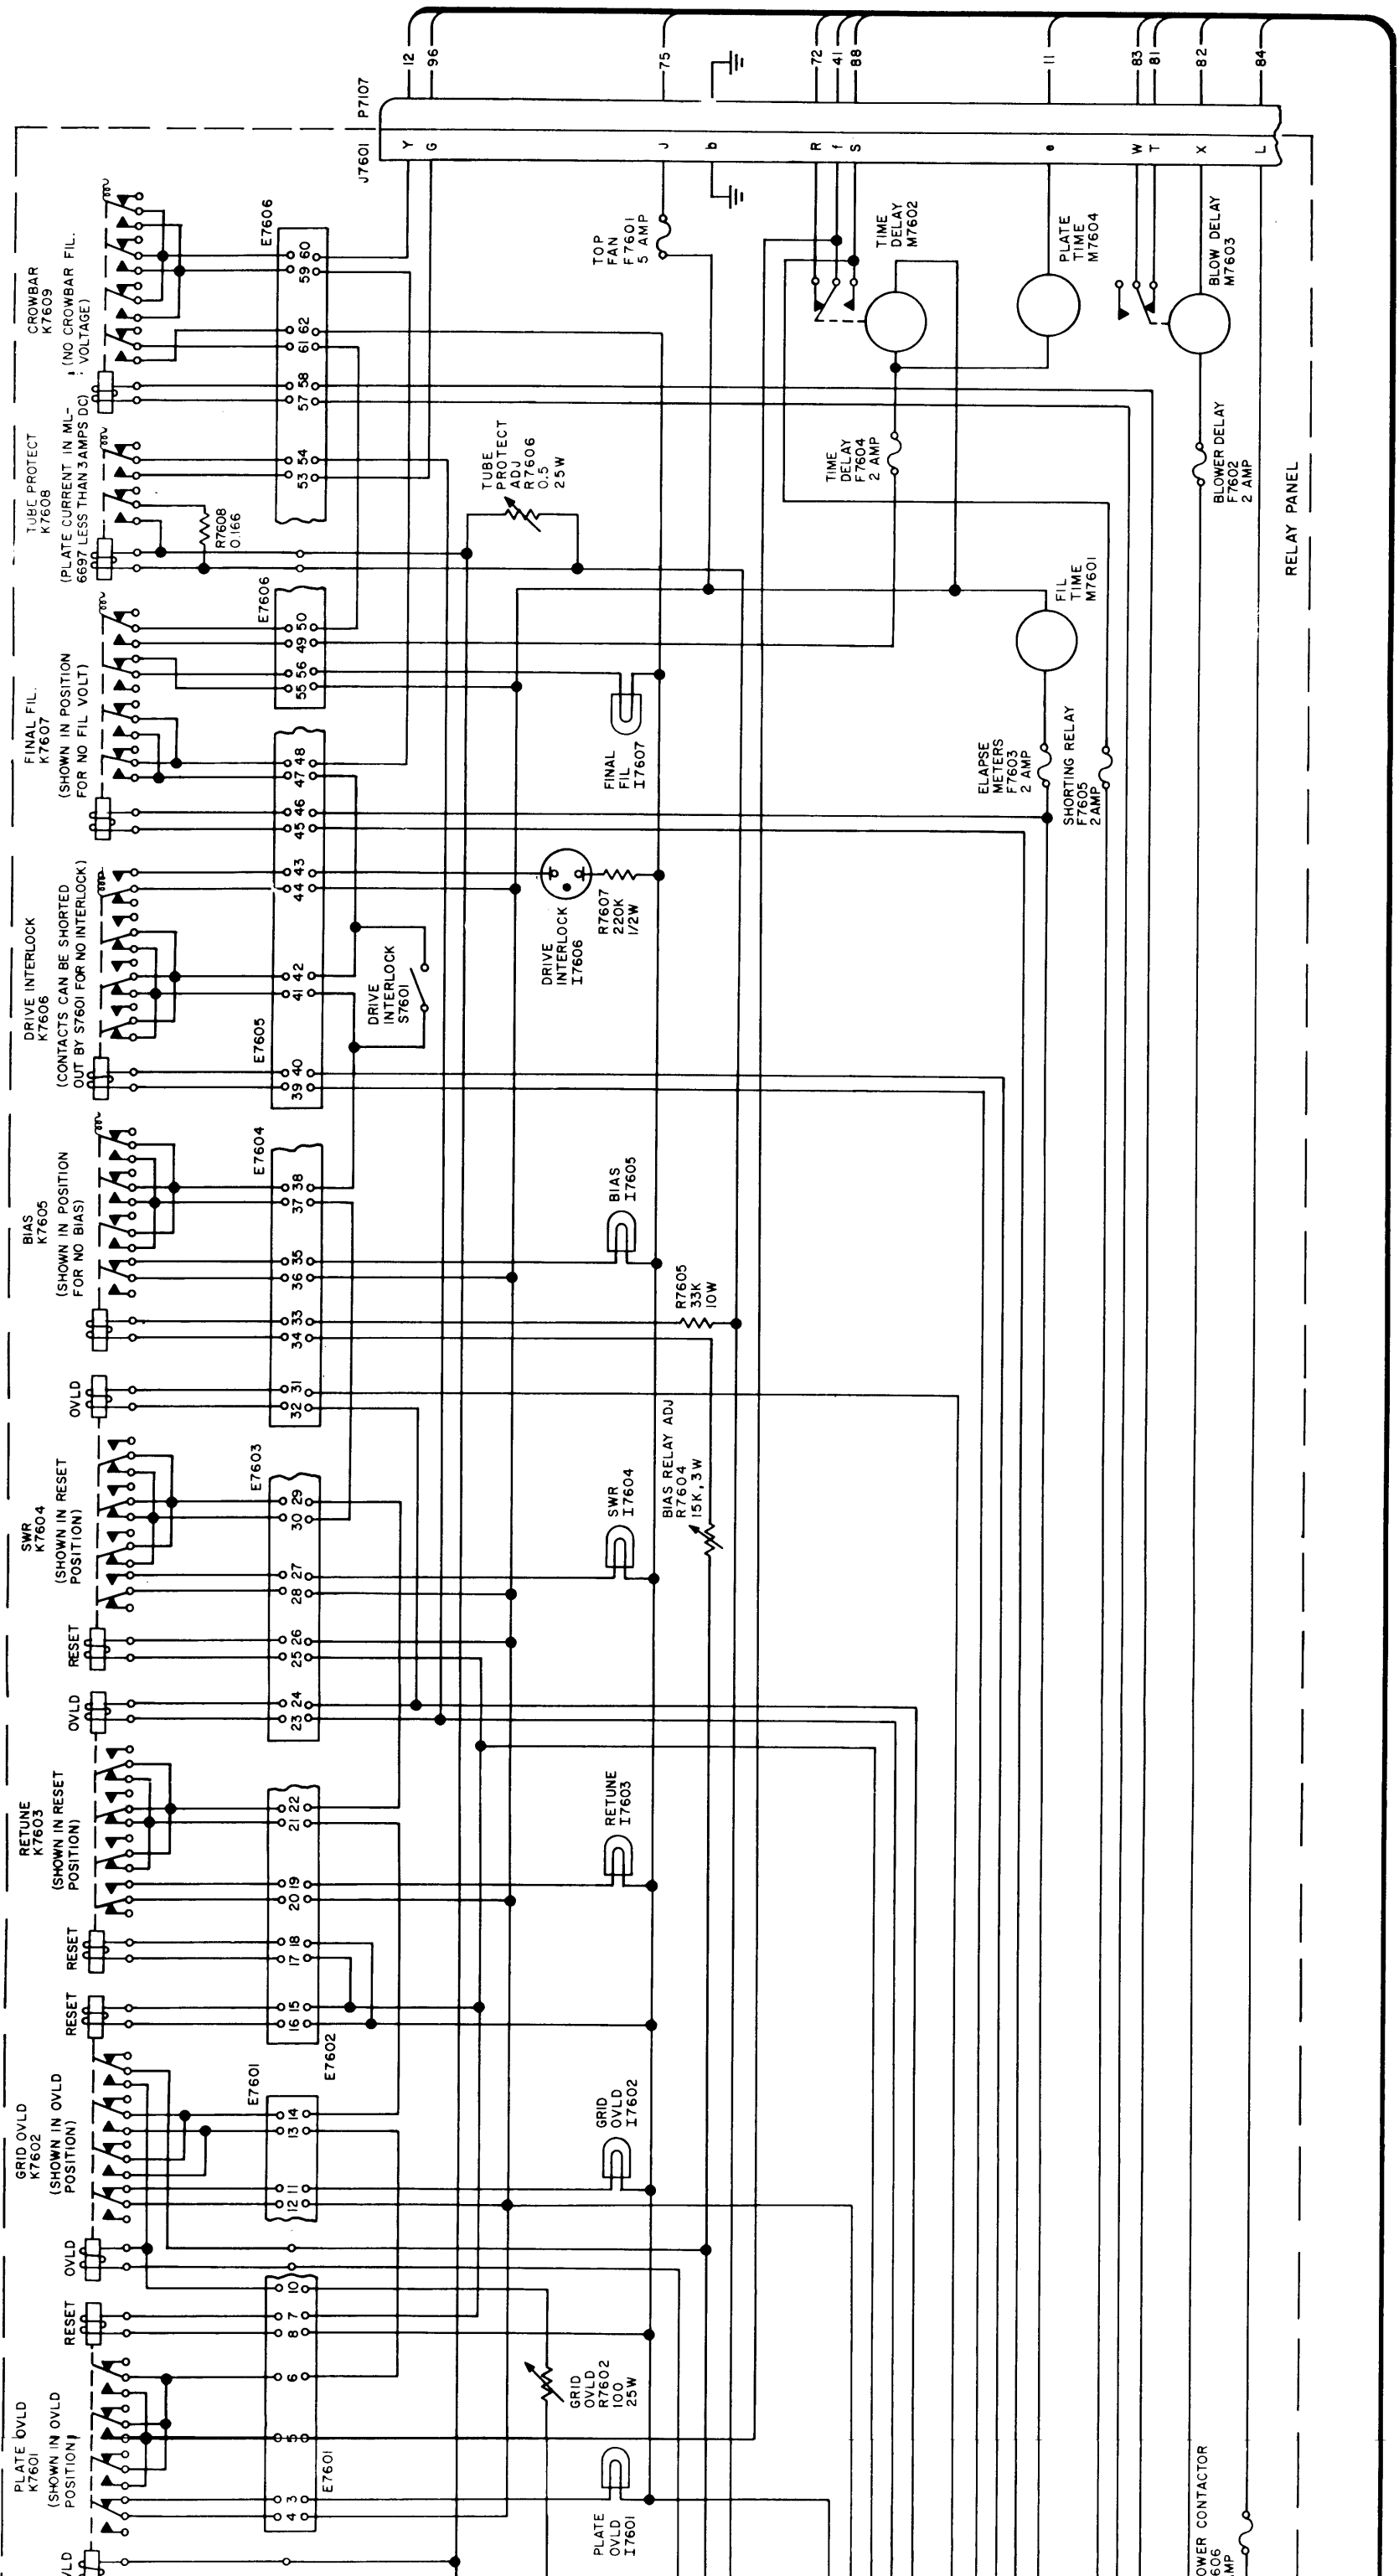 12
96
75
72
41
88
11
83
81
82
84
J7601 P7107
Y
G
J
b
R
f
S
e
W
T
X
L
CROWBAR
K7609
(NO CROWBAR FIL.
VOLTAGE)
E7606
60
59
62
61
58
57
54
53
TOP
FAN
F7601
5 AMP
TIME
DELAY
M7602
PLATE
TIME
M7604
BLOW DELAY
M7603
TUBE PROTECT
K7608
(PLATE CURRENT IN ML-
6697 LESS THAN 3 AMPS DC)
R7608
0.166
TUBE
PROTECT
ADJ
R7606
0.5
25W
TIME
DELAY
F7604
2 AMP
BLOWER DELAY
F7602
2 AMP
RELAY PANEL
FINAL FIL.
K7607
(SHOWN IN POSITION
FOR NO FIL VOLT)
E7606
50
49
56
55
48
47
46
45
FINAL
FIL
I7607
FIL
TIME
M7601
ELAPSE
METERS
F7603
2 AMP
SHORTING RELAY
F7605
2 AMP
DRIVE INTERLOCK
K7606
(CONTACTS CAN BE SHORTED
OUT BY S7601 FOR NO INTERLOCK)
43
44
42
41
E7605
40
39
DRIVE
INTERLOCK
S7601
DRIVE
INTERLOCK
I7606
R7607
220K
1/2W
BIAS
K7605
(SHOWN IN POSITION
FOR NO BIAS)
E7604
38
37
35
36
33
34
31
32
BIAS
I7605
R7605
33K
10W
OVLD
SWR
K7604
(SHOWN IN RESET
POSITION)
E7603
29
30
27
28
26
25
24
23
SWR
I7604
BIAS RELAY ADJ
R7604
15K, 3W
RESET
OVLD
RETUNE
K7603
(SHOWN IN RESET
POSITION)
22
21
19
20
18
17
15
16
E7602
RETUNE
I7603
RESET
RESET
GRID OVLD
K7602
(SHOWN IN OVLD
POSITION)
E7601
14
13
11
12
GRID
OVLD
I7602
OVLD
10
7
8
6
5
3
4
E7601
RESET
GRID
OVLD
R7602
100
25W
PLATE OVLD
K7601
(SHOWN IN OVLD
POSITION)
PLATE
OVLD
I7601
VLD
OWER CONTACTOR
606
MP